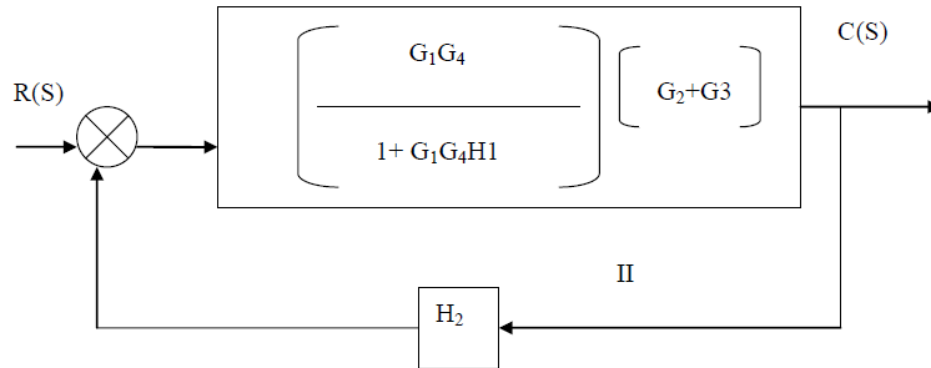 C(S)
R(S)
G₁G₄
G₂+G3
1+ G₁G₄H1
II
H₂